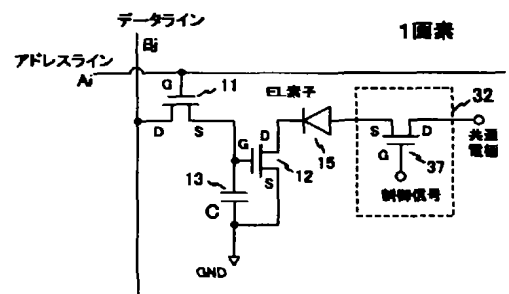 データライン
Bj
1画素
アドレスライン
Ai
G
11
D
S
EL素子
15
32
S
D
G
37
共通
電極
制御信号
G
D
S
12
13
C
GND